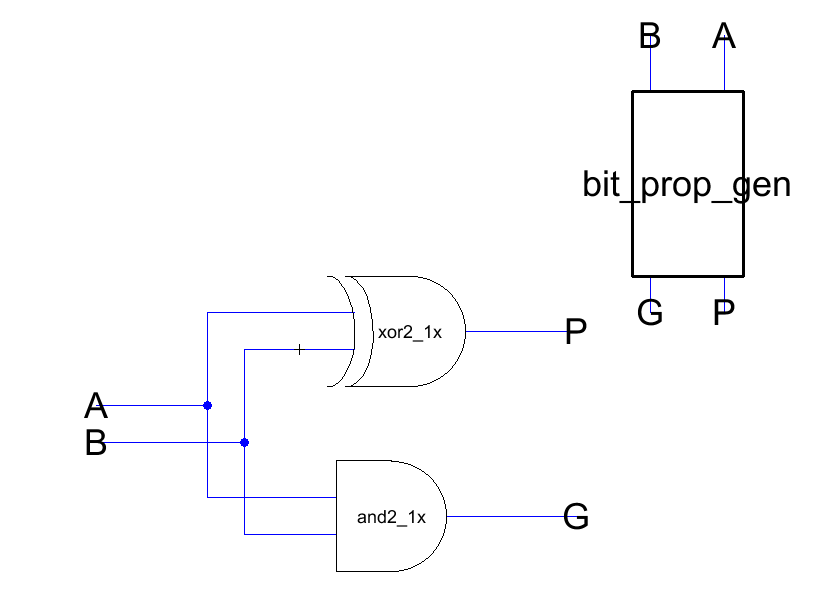 B A
bit_prop_gen
G P
xor2_1x
P
A
B
and2_1x
G